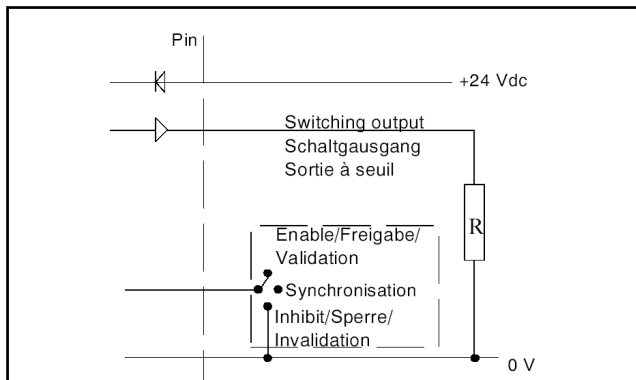 Pin
+24 Vdc
Switching output
Schaltgausgang
Sortie à seuil
R
Enable/Freigabe/
Validation
Synchronisation
Inhibit/Sperre/
Invalidation
0 V